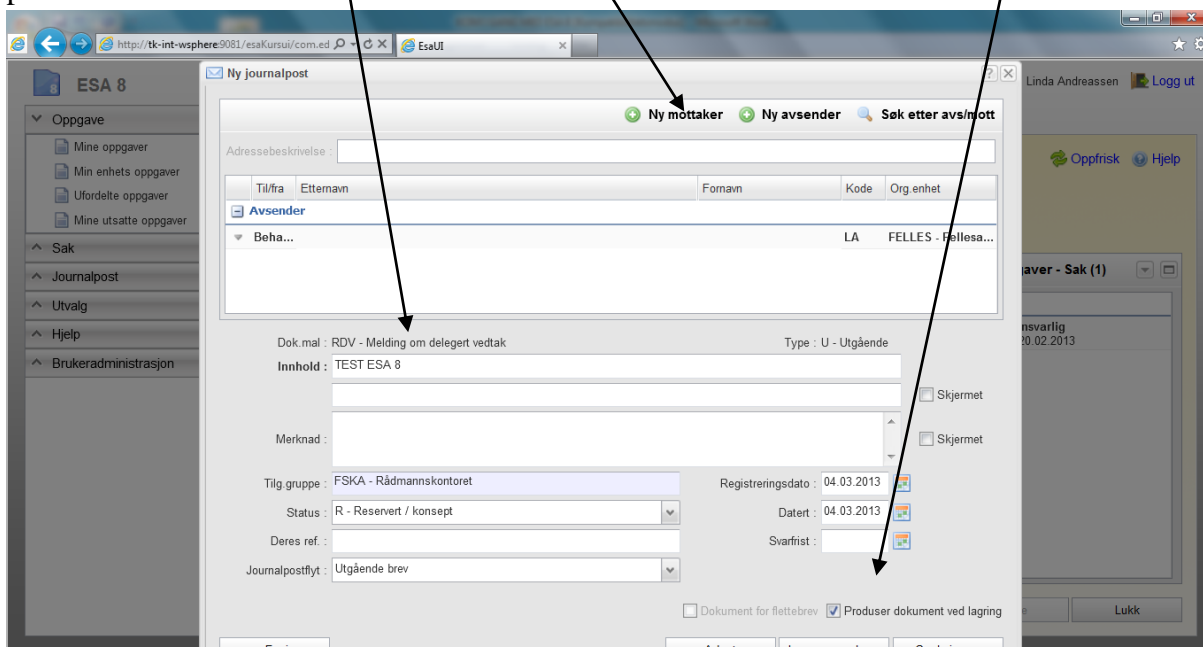 p
http://tk-int-wsphere:9081/esaKursui/com.ed
EsaUI
ESA 8
Ny journalpost
Linda Andreassen Logg ut
Oppgave
Mine oppgaver
Min enhets oppgaver
Ufordelte oppgaver
Mine utsatte oppgaver
Sak
Journalpost
Utvalg
Hjelp
Brukeradministrasjon
Ny mottaker Ny avsender Søk etter avs/mott
Adressebeskrivelse :
Til/fra Etternavn Fornavn Kode Org.enhet
Avsender
Beha... LA FELLES - Fellesa...
Oppfrisk Hjelp
aver - Sak (1)
nsvarlig
20.02.2013
Dok.mal : RDV - Melding om delegert vedtak Type : U - Utgående
Innhold : TEST ESA 8
Skjermet
Merknad : Skjermet
Tilg.gruppe : FSKA - Rådmannskontoret Registreringsdato : 04.03.2013
Status : R - Reservert / konsept Datert : 04.03.2013
Deres ref. : Svarfrist :
Journalpostflyt : Utgående brev
Dokument for flettebrev Produser dokument ved lagring
Lukk